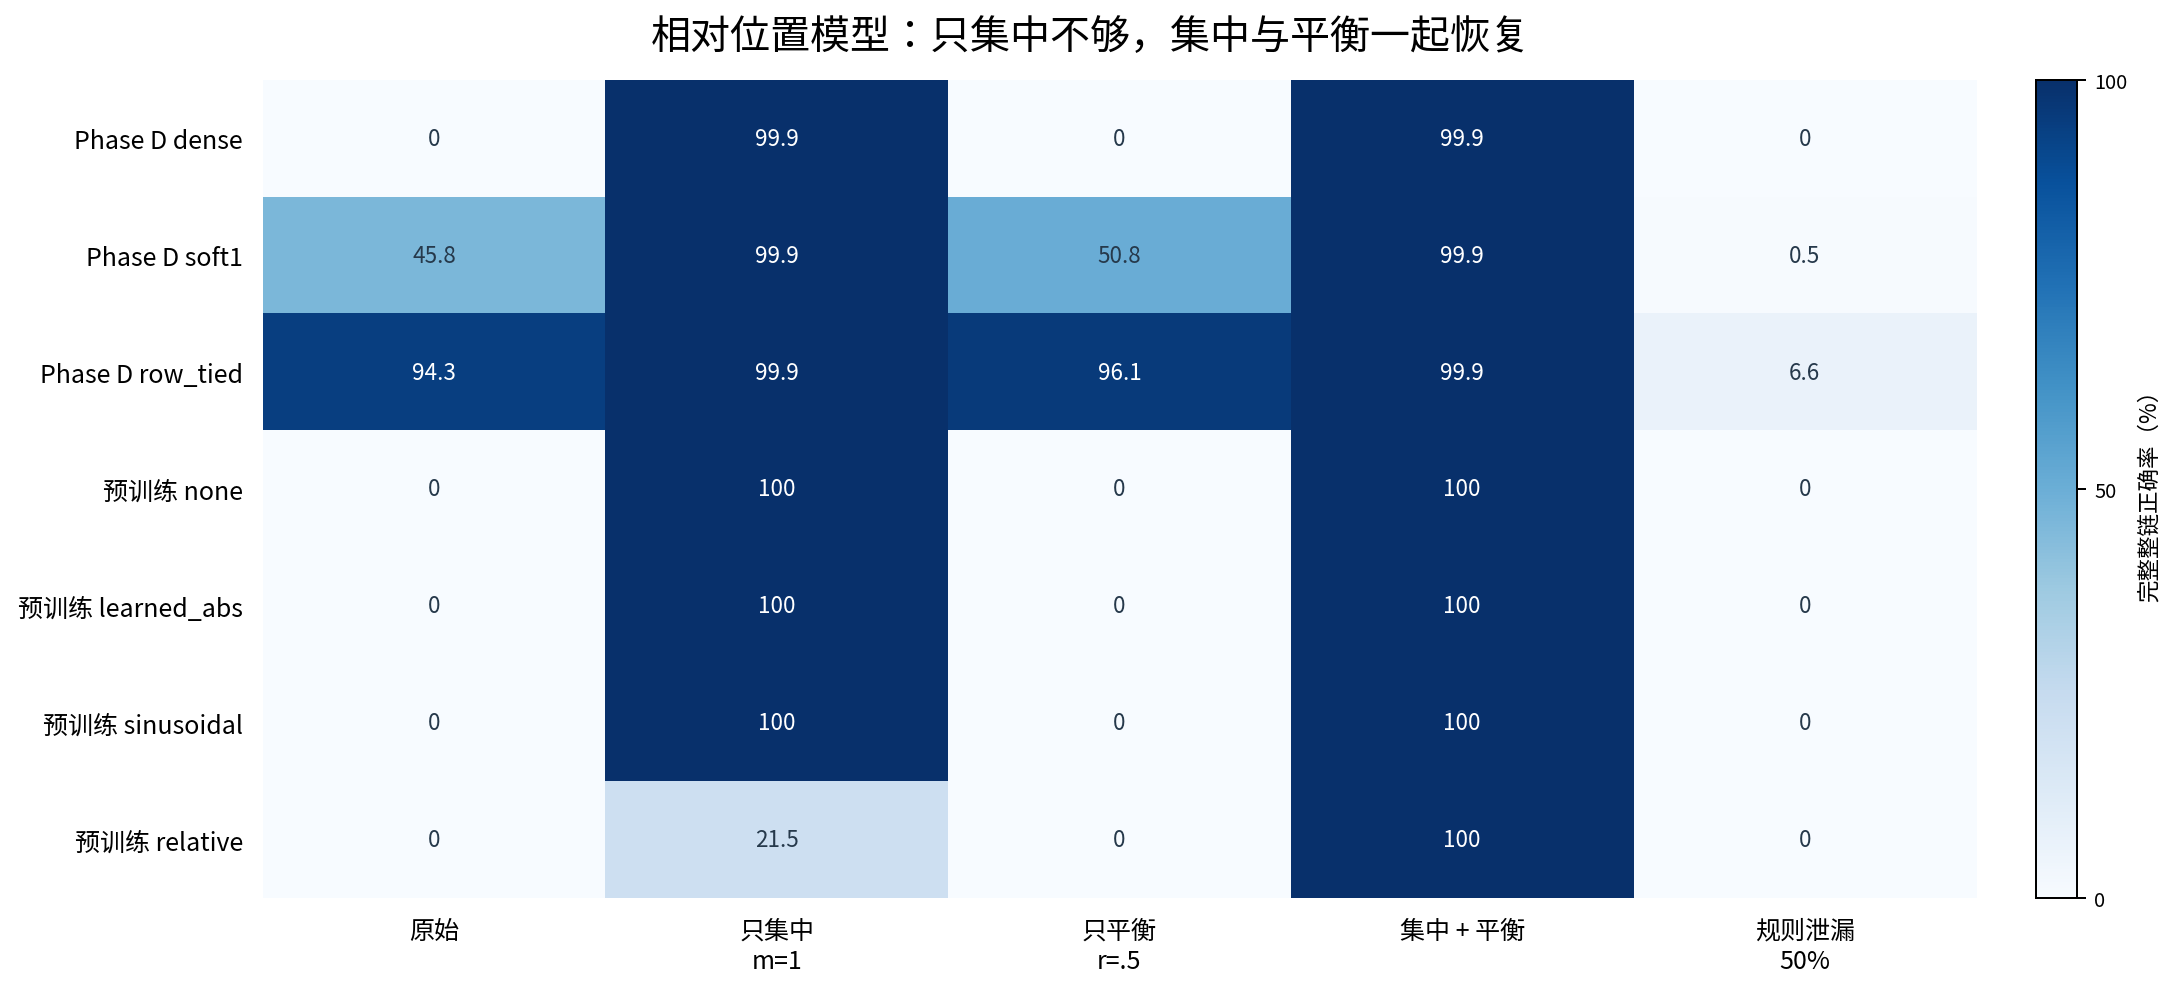 相对位置模型：只集中不够，集中与平衡一起恢复
Phase D dense 0 99.9 0 99.9 0
Phase D soft1 45.8 99.9 50.8 99.9 0.5
Phase D row_tied 94.3 99.9 96.1 99.9 6.6
预训练 none 0 100 0 100 0
预训练 learned_abs 0 100 0 100 0
预训练 sinusoidal 0 100 0 100 0
预训练 relative 0 21.5 0 100 0
原始 只集中 只平衡 集中 + 平衡 规则泄漏
m=1 r=.5 50%
100
50
0
完整整链正确率（%）